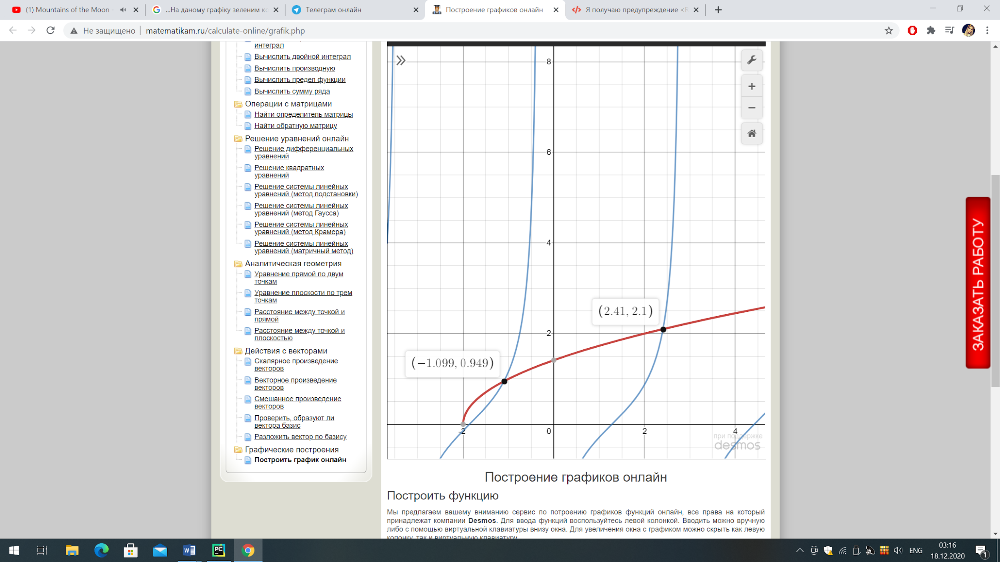 (1) Mountains of the Moon -
...На даному графіку зеленим ко
Телеграм онлайн
Построение графиков онлайн
Я получаю предупреждение <R
Не защищено
matematikam.ru/calculate-online/grafik.php
интеграл
Вычислить двойной интеграл
Вычислить производную
Вычислить предел функции
Вычислить сумму ряда
Операции с матрицами
Найти определитель матрицы
Найти обратную матрицу
Решение уравнений онлайн
Решение дифференциальных
уравнений
Решение квадратных
уравнений
Решение системы линейных
уравнений (метод подстановки)
Решение системы линейных
уравнений (метод Гаусса)
Решение системы линейных
уравнений (метод Крамера)
Решение системы линейных
уравнений (матричный метод)
Аналитическая геометрия
Уравнение прямой по двум
точкам
Уравнение плоскости по трем
точкам
Расстояние между точкой и
прямой
Расстояние между точкой и
плоскостью
Действия с векторами
Скалярное произведение
векторов
Векторное произведение
векторов
Смешанное произведение
векторов
Проверить, образуют ли
вектора базис
Разложить вектор по базису
Графические построения
Построить график онлайн
8
6
4
2
(2.41, 2.1)
(−1.099, 0.949)
-2
0
2
4
при поддержке
desmos
ЗАКАЗАТЬ РАБОТУ
Построение графиков онлайн
Построить функцию
Мы предлагаем вашему вниманию сервис по потроению графиков функций онлайн, все права на который
принадлежат компании Desmos. Для ввода функций воспользуйтесь левой колонкой. Вводить можно вручную
либо с помощью виртуальной клавиатуры внизу окна. Для увеличения окна с графиком можно скрыть как левую
колонку, так и виртуальную клавиатуру.
W
PC
ENG
03:16
18.12.2020
1